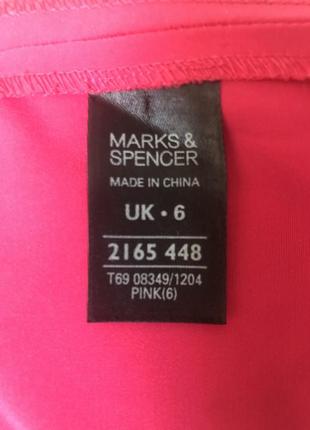 MARKS &
SPENCER
MADE IN CHINA
UK • 6
2165 448
T69 08349/1204
PINK(6)